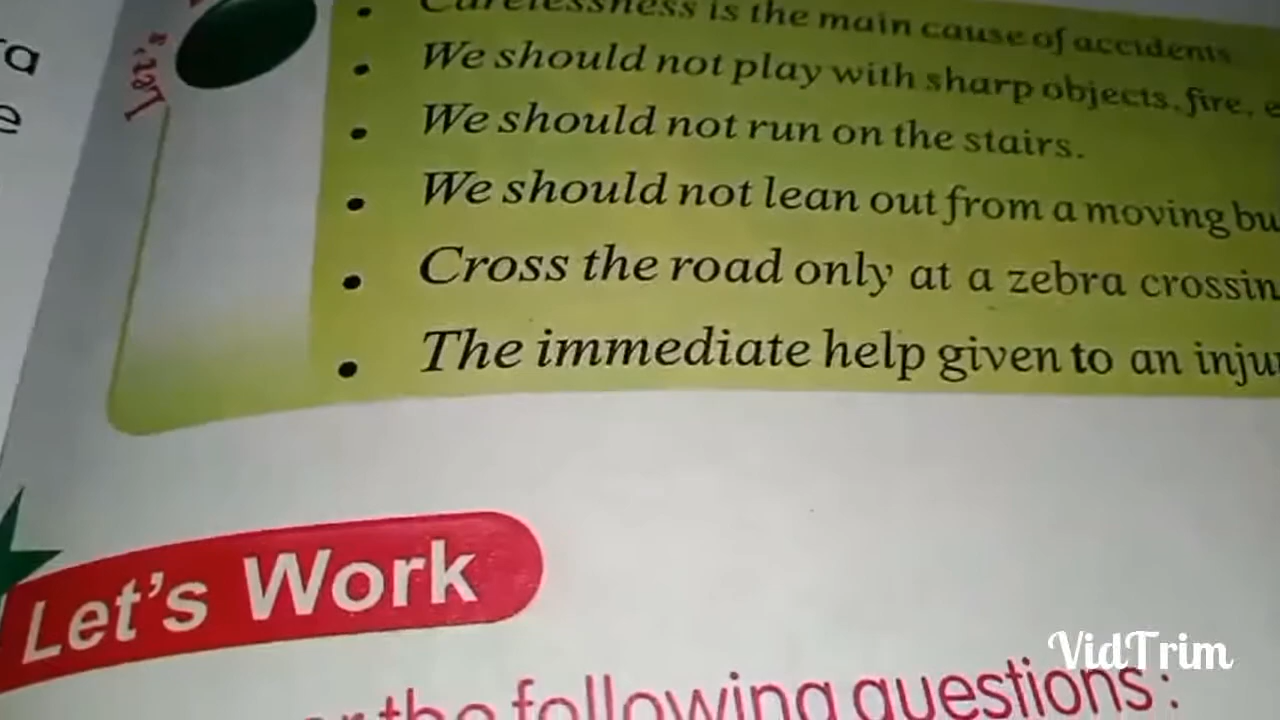 Carelessness is the main cause of accidents
We should not play with sharp objects, fire,
We should not run on the stairs.
We should not lean out from a moving
Cross the road only at a zebra
The immediate help given to an
Let's
Let's Work
the following questions:
VidTrim